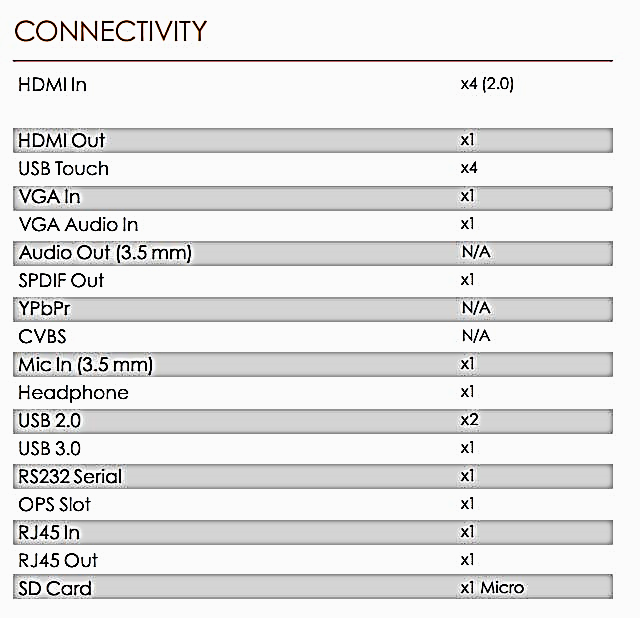 CONNECTIVITY
HDMI In x4 (2.0)
HDMI Out x1
USB Touch x4
VGA In x1
VGA Audio In x1
Audio Out (3.5 mm) N/A
SPDIF Out x1
YPbPr N/A
CVBS N/A
Mic In (3.5 mm) x1
Headphone x1
USB 2.0 x2
USB 3.0 x1
RS232 Serial x1
OPS Slot x1
RJ45 In x1
RJ45 Out x1
SD Card x1 Micro